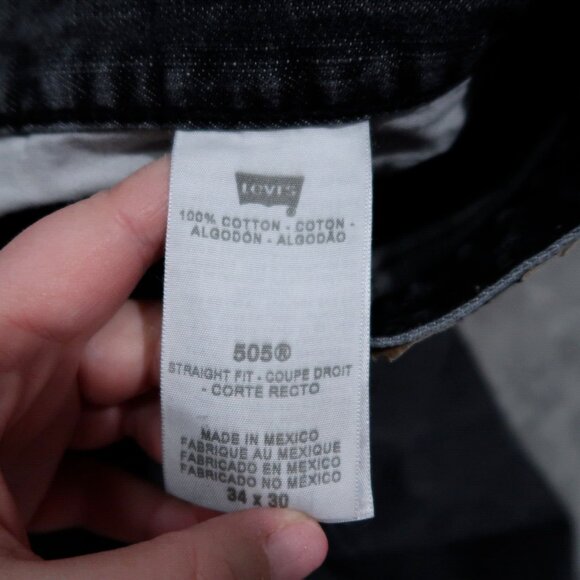 LEVI'S
100% COTTON - COTON -
ALGODÓN - ALGODÃO
505®
STRAIGHT FIT - COUPE DROIT
- CORTE RECTO
MADE IN MEXICO
FABRIQUE AU MEXIQUE
FABRICADO EN MEXICO
FABRICADO NO MEXICO
34 x 30